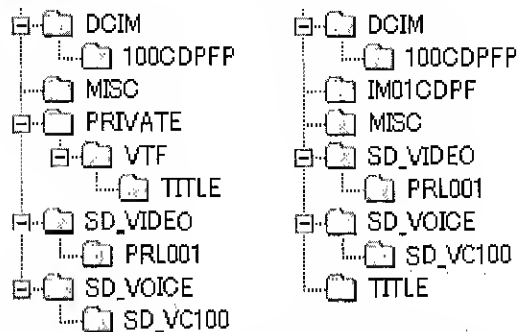 DCIM
100CDPFP
MISC
PRIVATE
VTF
TITLE
SD_VIDEO
PRL001
SD_VOICE
SD_VC100
DCIM
100CDPFP
IM01CDPF
MISC
SD_VIDEO
PRL001
SD_VOICE
SD_VC100
TITLE